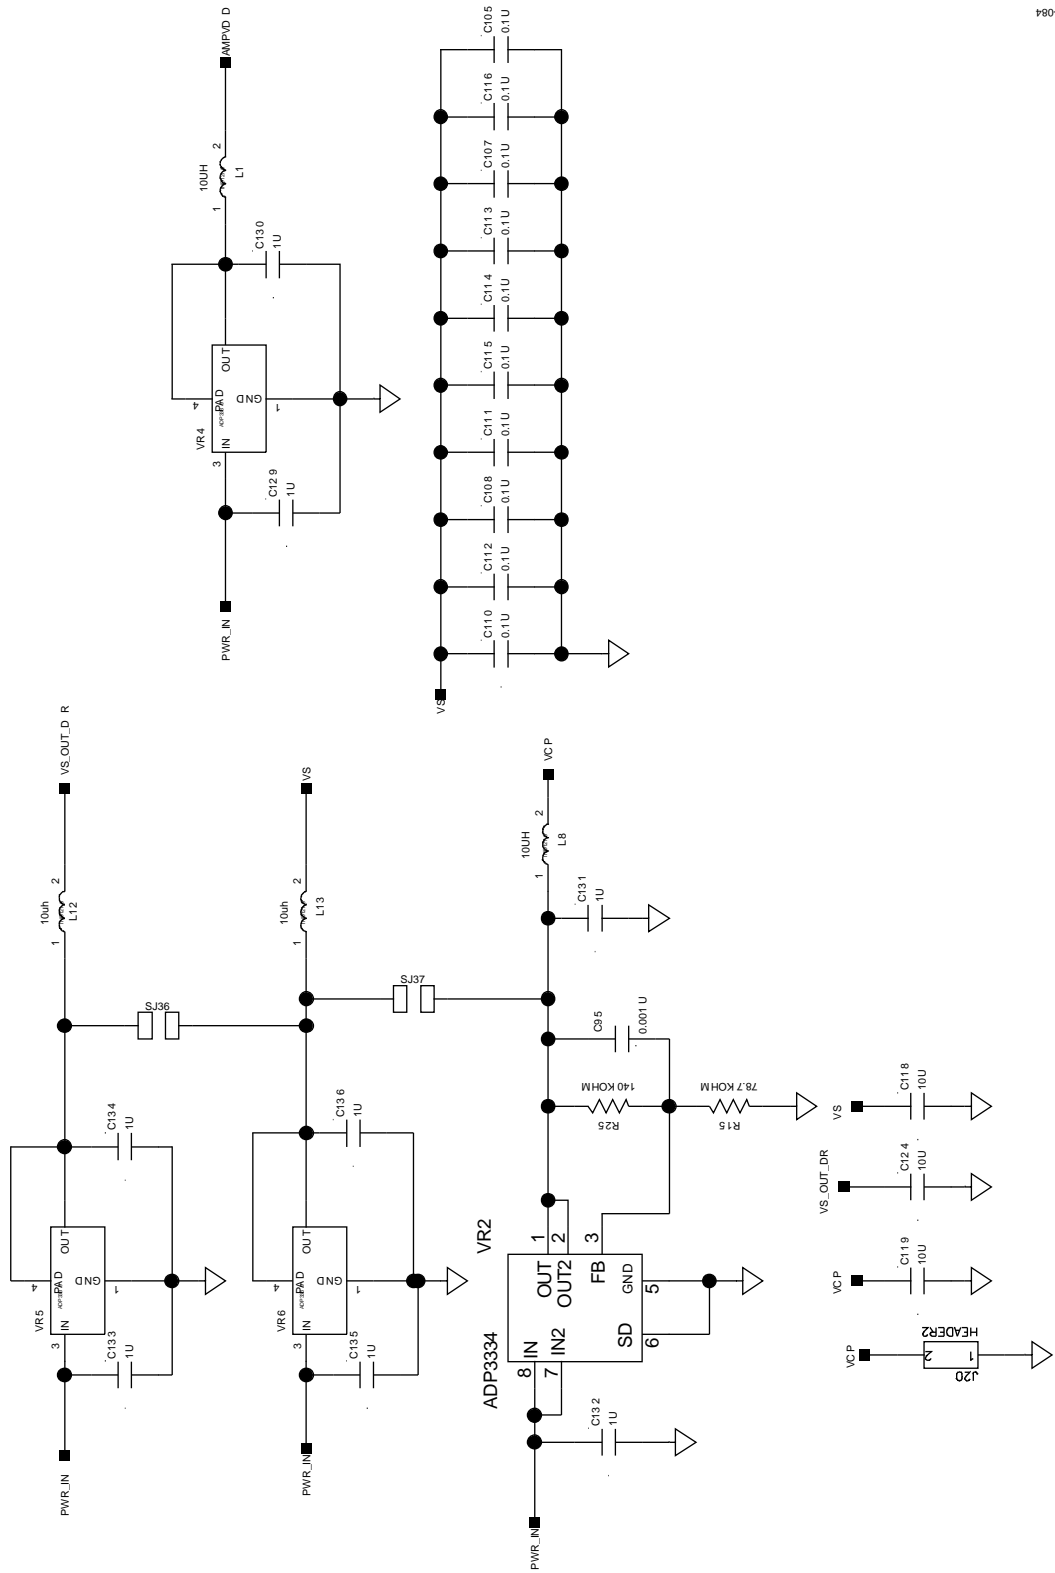 -084
AMPVD D
2
10UH
L1
1
C130
1U
OUT
PAD
GND
4
1
VR4
IN
3
C129
1U
PWR_IN
C105
0.1U
C116
0.1U
C107
0.1U
C113
0.1U
C114
0.1U
C115
0.1U
C111
0.1U
C108
0.1U
C112
0.1U
C110
0.1U
VS
VS_OUT_D R
2
10uh
L12
1
SJ36
C134
1U
OUT
PAD
GND
4
1
VR5
IN
3
C133
1U
PWR_IN
VS
2
10uh
L13
1
SJ37
C136
1U
OUT
PAD
GND
4
1
VR6
IN
3
C135
1U
PWR_IN
VCP
2
10UH
L8
1
C131
1U
C95
0.001U
140 KOHM
R25
78.7 KOHM
R15
VR2
1
2
3
OUT
OUT2
FB
GND
5
SD
6
IN
IN2
8
7
ADP3334
C132
1U
PWR_IN
VS
C118
10U
VS_OUT_DR
C124
10U
VCP
C119
10U
VCP
HEADER2
2
1
J20